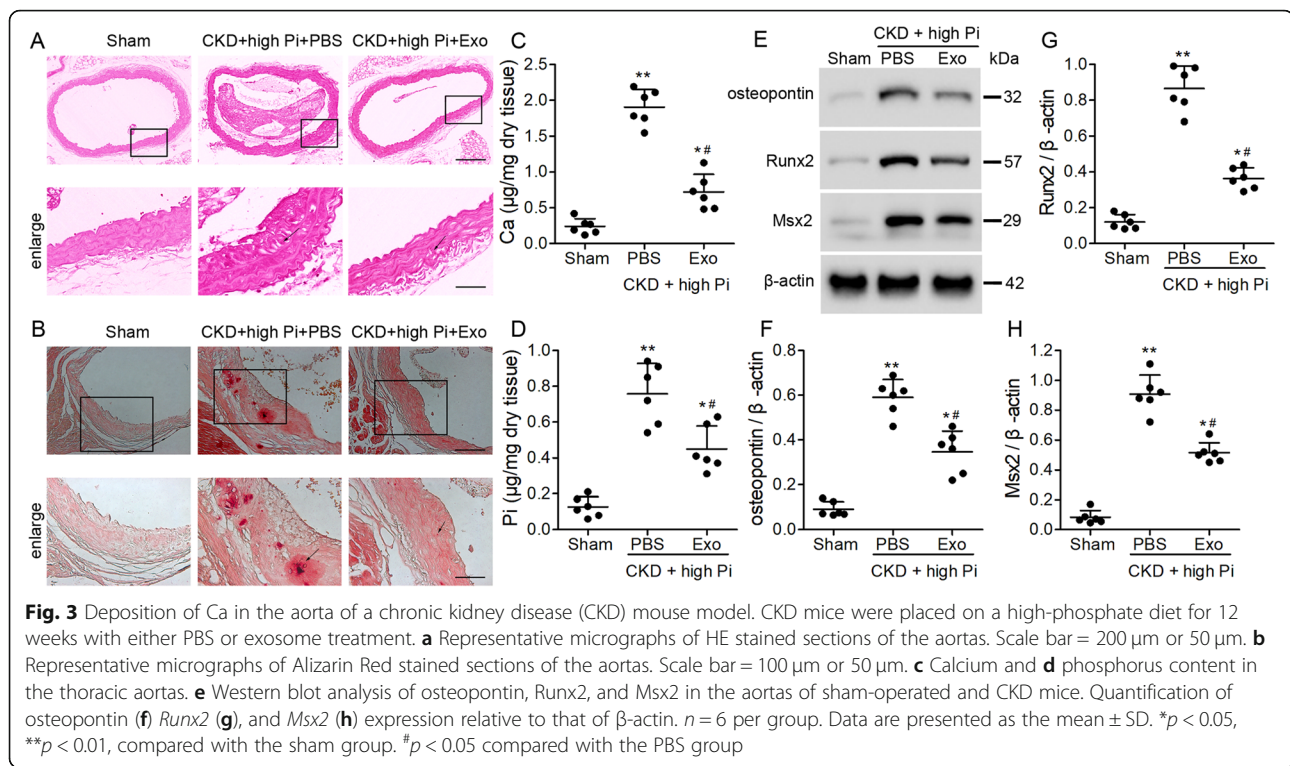 A
Sham
CKD+high Pi+PBS
CKD+high Pi+Exo
enlarge
B
Sham
CKD+high Pi+PBS
CKD+high Pi+Exo
enlarge
C
Ca (µg/mg dry tissue)
2.5
2.0
1.5
1.0
0.5
0.0
**
* #
Sham
PBS
Exo
CKD + high Pi
D
Pi (µg/mg dry tissue)
1.0
0.8
0.6
0.4
0.2
0.0
**
* #
Sham
PBS
Exo
CKD + high Pi
E
CKD + high Pi
Sham
PBS
Exo
kDa
osteopontin
32
Runx2
57
Msx2
29
β-actin
42
F
osteopontin / β -actin
0.8
0.6
0.4
0.2
0.0
**
* #
Sham
PBS
Exo
CKD + high Pi
G
Runx2 / β -actin
1.0
0.8
0.6
0.4
0.2
0.0
**
* #
Sham
PBS
Exo
CKD + high Pi
H
Msx2 / β -actin
1.2
1.0
0.8
0.6
0.4
0.2
0.0
**
* #
Sham
PBS
Exo
CKD + high Pi
Fig. 3 Deposition of Ca in the aorta of a chronic kidney disease (CKD) mouse model. CKD mice were placed on a high-phosphate diet for 12
weeks with either PBS or exosome treatment. a Representative micrographs of HE stained sections of the aortas. Scale bar = 200 µm or 50 µm. b
Representative micrographs of Alizarin Red stained sections of the aortas. Scale bar = 100 µm or 50 µm. c Calcium and d phosphorus content in
the thoracic aortas. e Western blot analysis of osteopontin, Runx2, and Msx2 in the aortas of sham-operated and CKD mice. Quantification of
osteopontin (f) Runx2 (g), and Msx2 (h) expression relative to that of β-actin. n = 6 per group. Data are presented as the mean ± SD. *p < 0.05,
**p < 0.01, compared with the sham group. #p < 0.05 compared with the PBS group